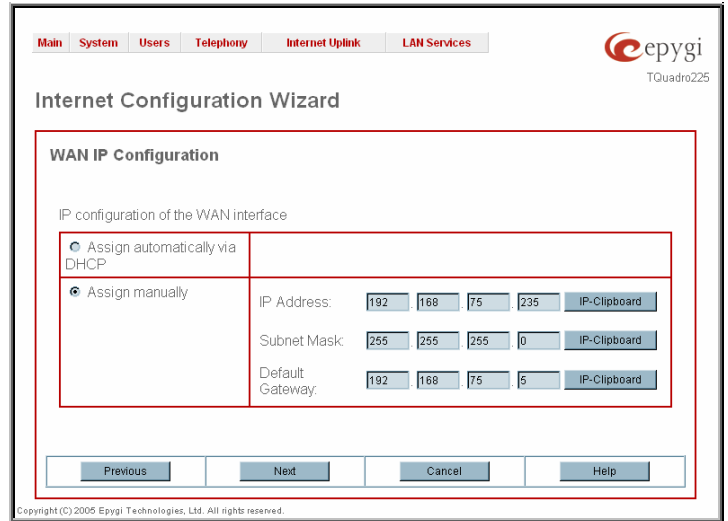 Main System Users Telephony Internet Uplink LAN Services
epygi
TQuadro225
Internet Configuration Wizard
WAN IP Configuration
IP configuration of the WAN interface
Assign automatically via
DHCP
Assign manually
IP Address: 192 . 168 . 75 . 235 IP-Clipboard
Subnet Mask: 255 . 255 . 255 . 0 IP-Clipboard
Default
Gateway: 192 . 168 . 75 . 5 IP-Clipboard
Previous Next Cancel Help
Copyright (C) 2005 Epygi Technologies, Ltd. All rights reserved.